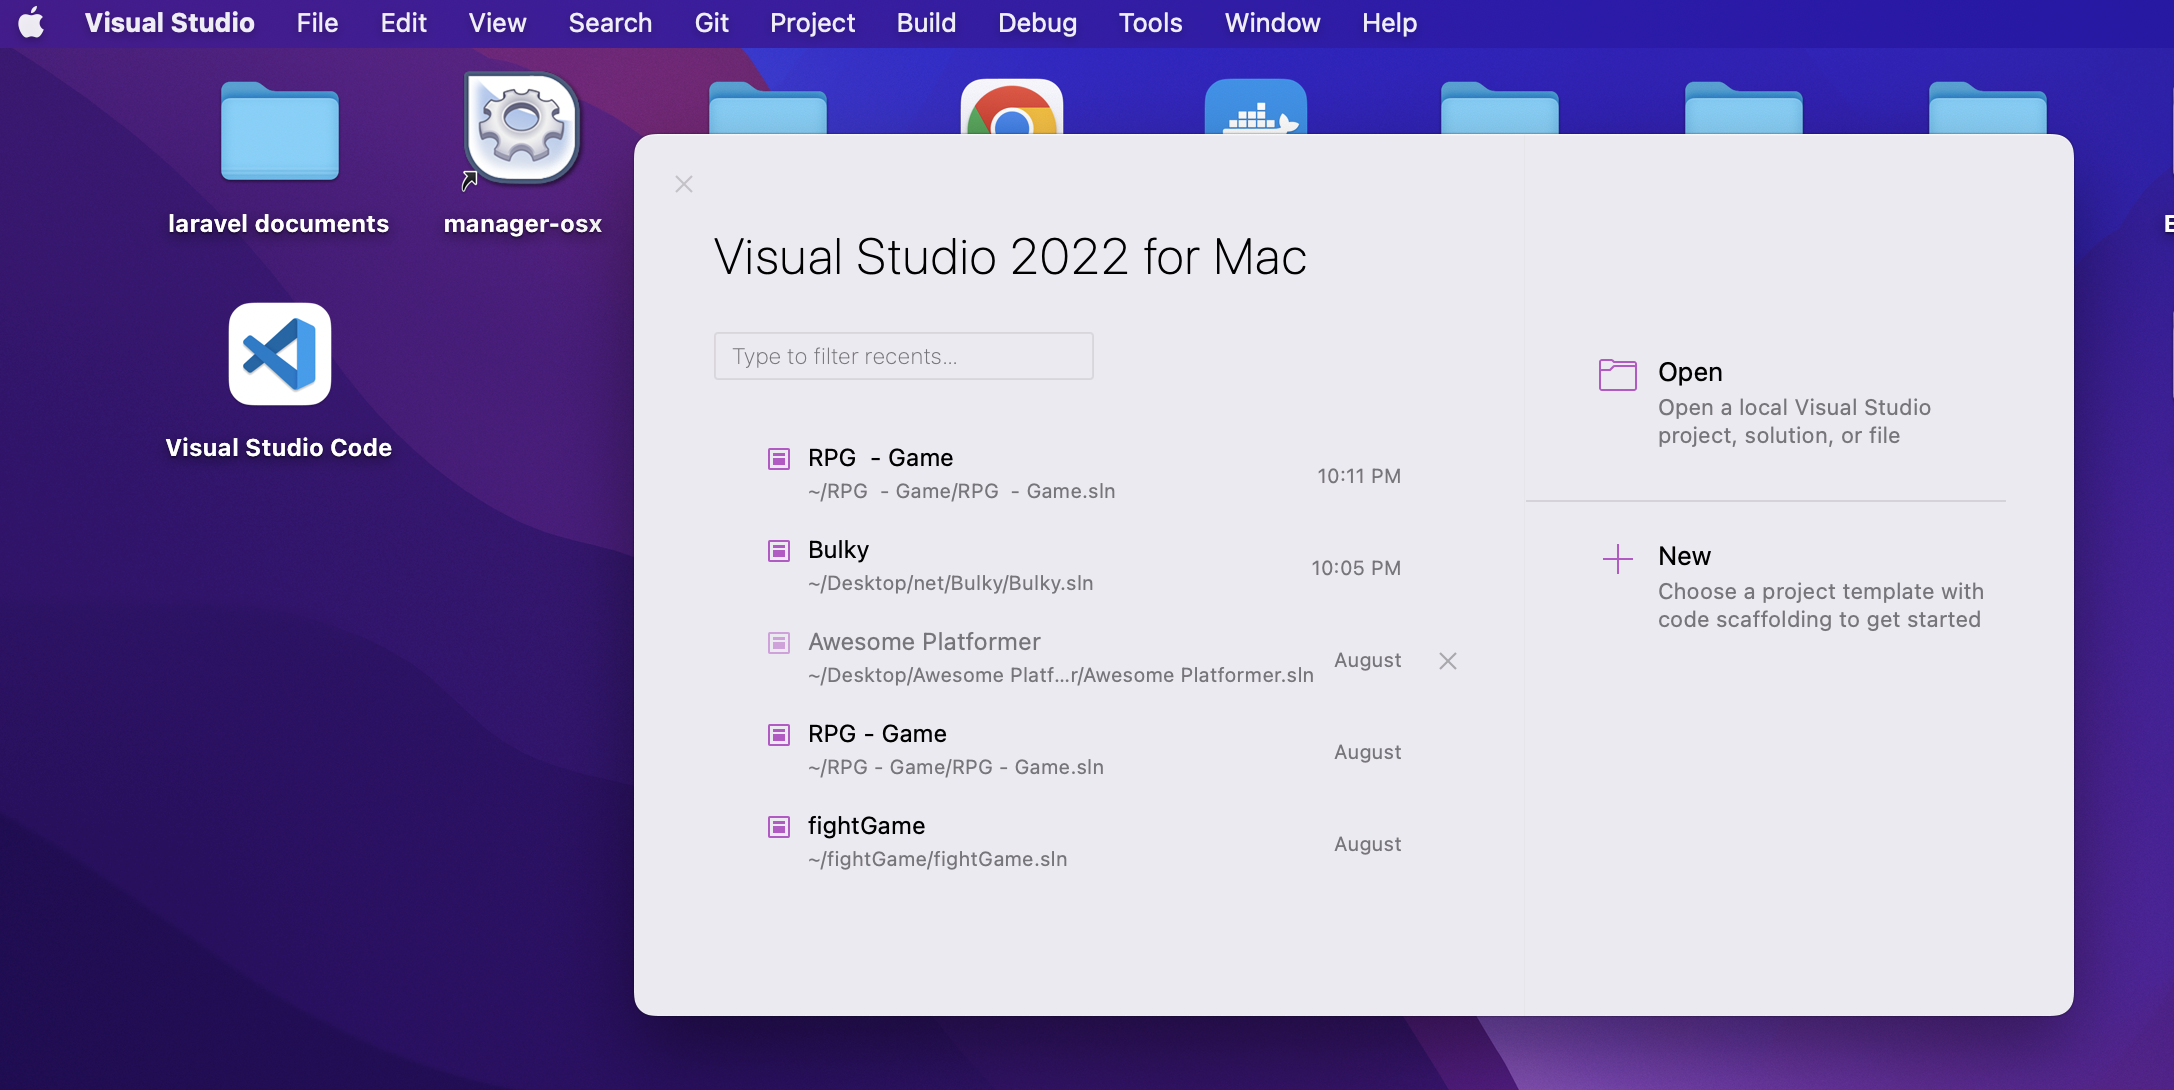 Visual Studio File Edit View Search Git Project Build Debug Tools Window Help
laravel documents
manager-osx
E
Visual Studio Code
Visual Studio 2022 for Mac
Type to filter recents...
RPG  - Game
~/RPG  - Game/RPG  - Game.sln
10:11 PM
Bulky
~/Desktop/net/Bulky/Bulky.sln
10:05 PM
Awesome Platformer
~/Desktop/Awesome Platf...r/Awesome Platformer.sln
August
RPG - Game
~/RPG - Game/RPG - Game.sln
August
fightGame
~/fightGame/fightGame.sln
August
Open
Open a local Visual Studio
project, solution, or file
New
Choose a project template with
code scaffolding to get started